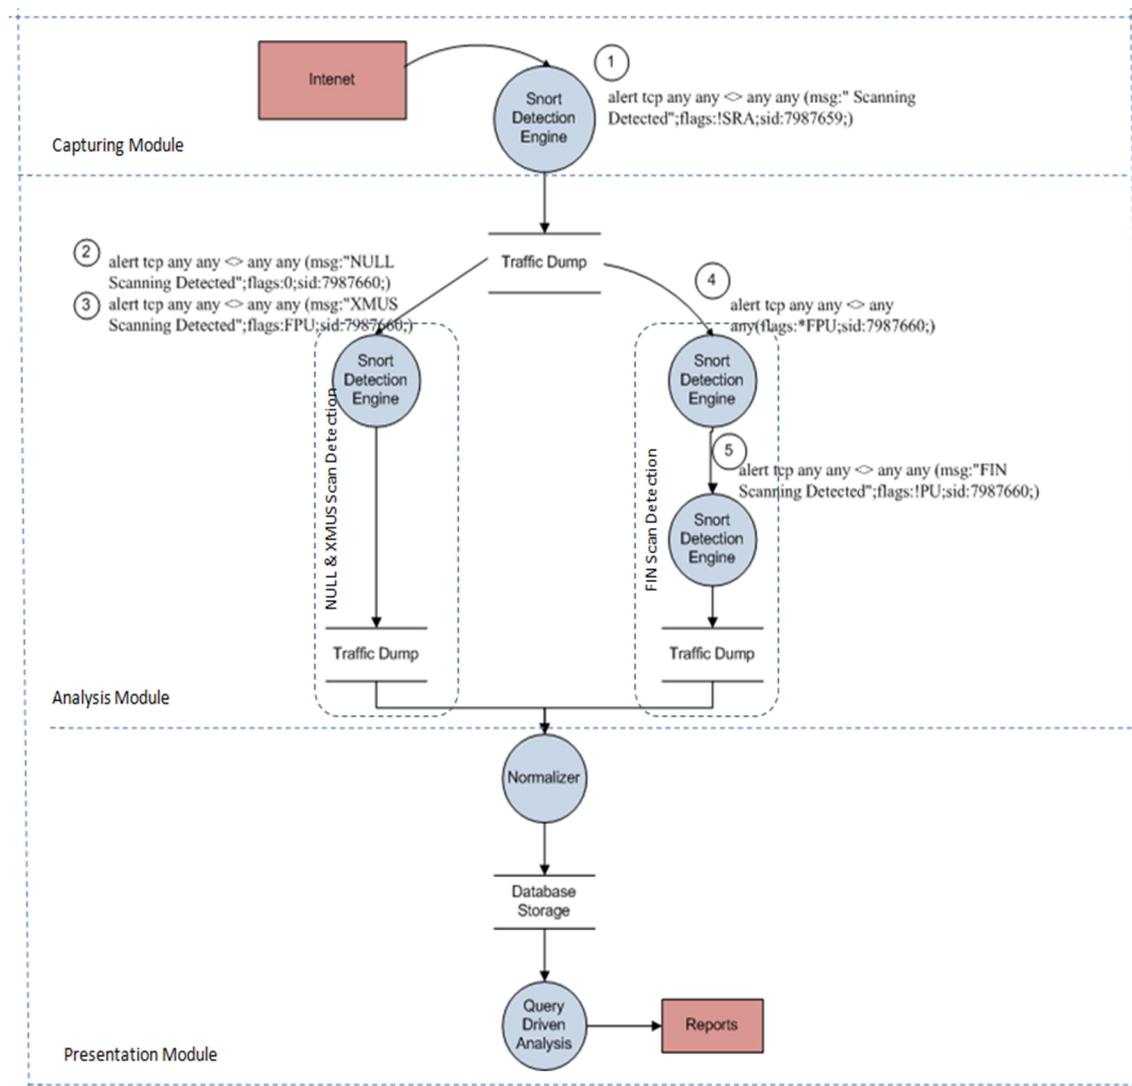 Intenet
Snort
Detection
Engine
1
alert tcp any any <> any any (msg:" Scanning
Detected";flags:!SRA;sid:7987659;)
Capturing Module
Traffic Dump
2
alert tcp any any <> any any (msg:"NULL
Scanning Detected";flags:0;sid:7987660;)
3
alert tcp any any <> any any (msg:"XMUS
Scanning Detected";flags:FPU;sid:7987660;)
4
alert tcp any any <> any
any(flags:*FPU;sid:7987660;)
Snort
Detection
Engine
NULL & XMUS Scan Detection
Snort
Detection
Engine
5
alert tcp any any <> any any (msg:"FIN
Scanning Detected";flags:!PU;sid:7987660;)
FIN Scan Detection
Snort
Detection
Engine
Traffic Dump
Traffic Dump
Analysis Module
Normalizer
Database
Storage
Query
Driven
Analysis
Reports
Presentation Module